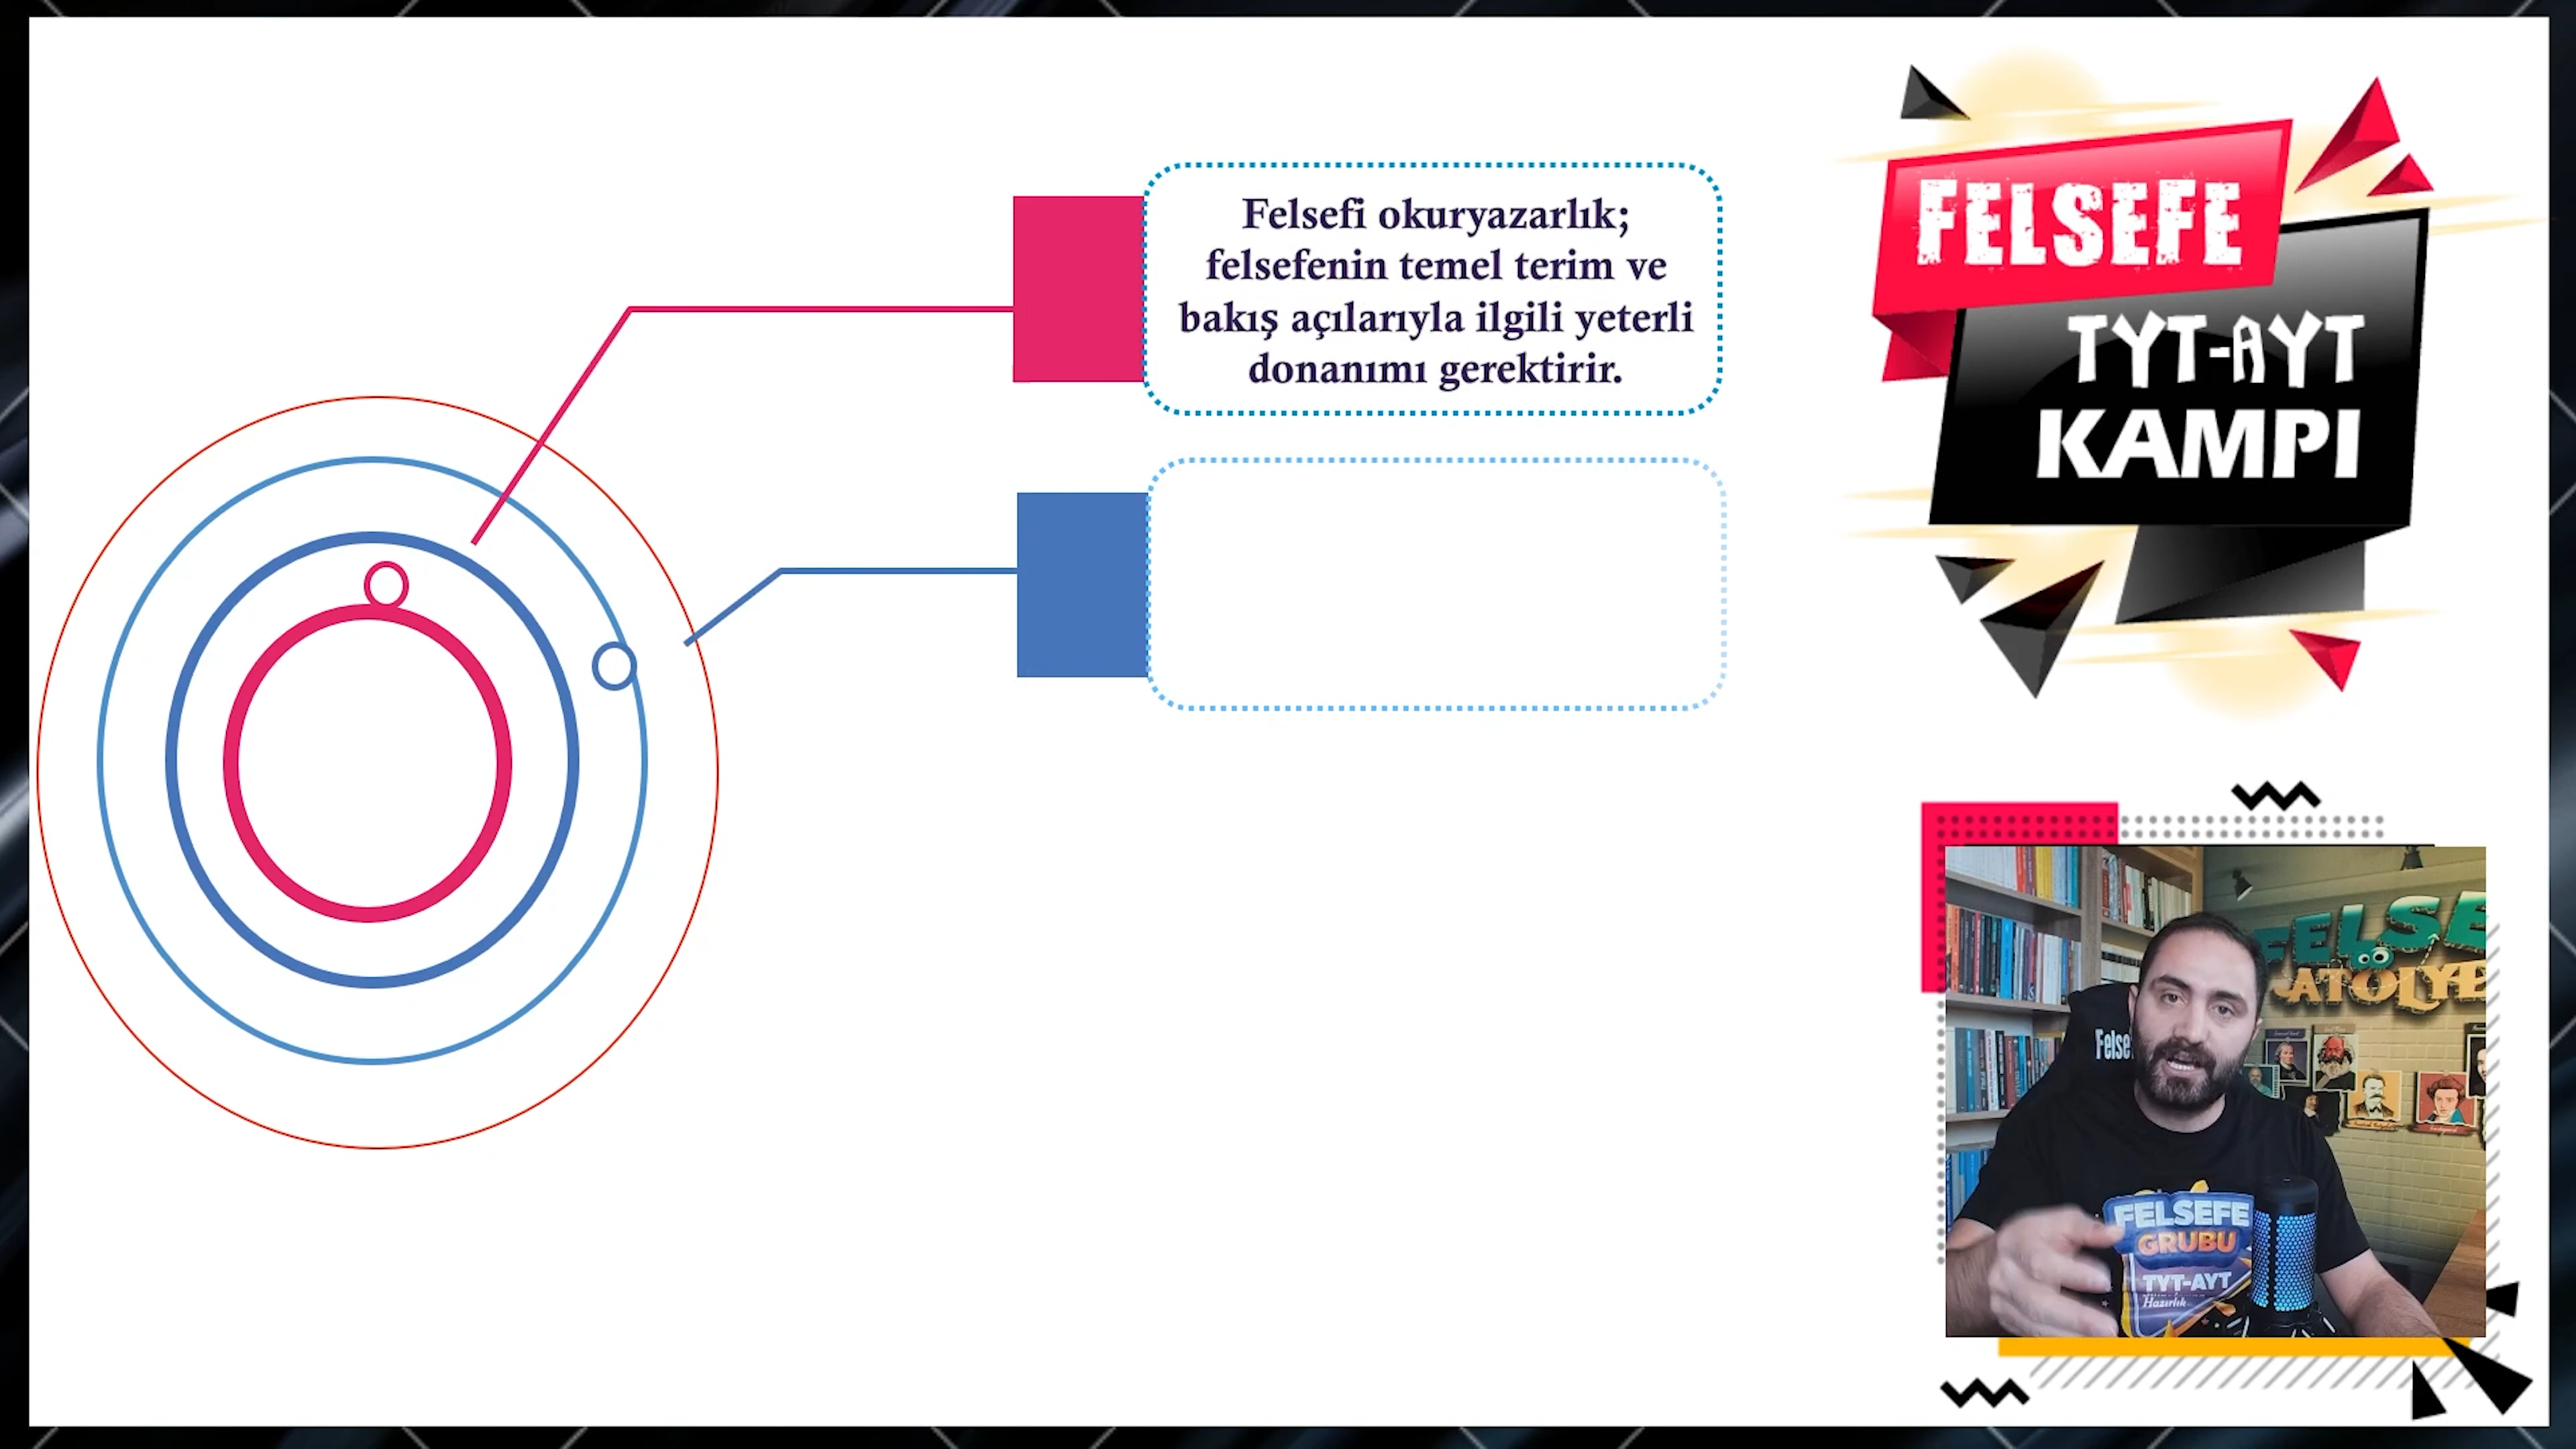 Felsefi okuryazarlık;
felsefenin temel terim ve
bakış açılarıyla ilgili yeterli
donanımı gerektirir.
FELSEFE
TYT-AYT
KAMPI
FELSE
ATÖLYE
Felse
FELSEFE
GRUBU
TYT-AYT
Hazırlık